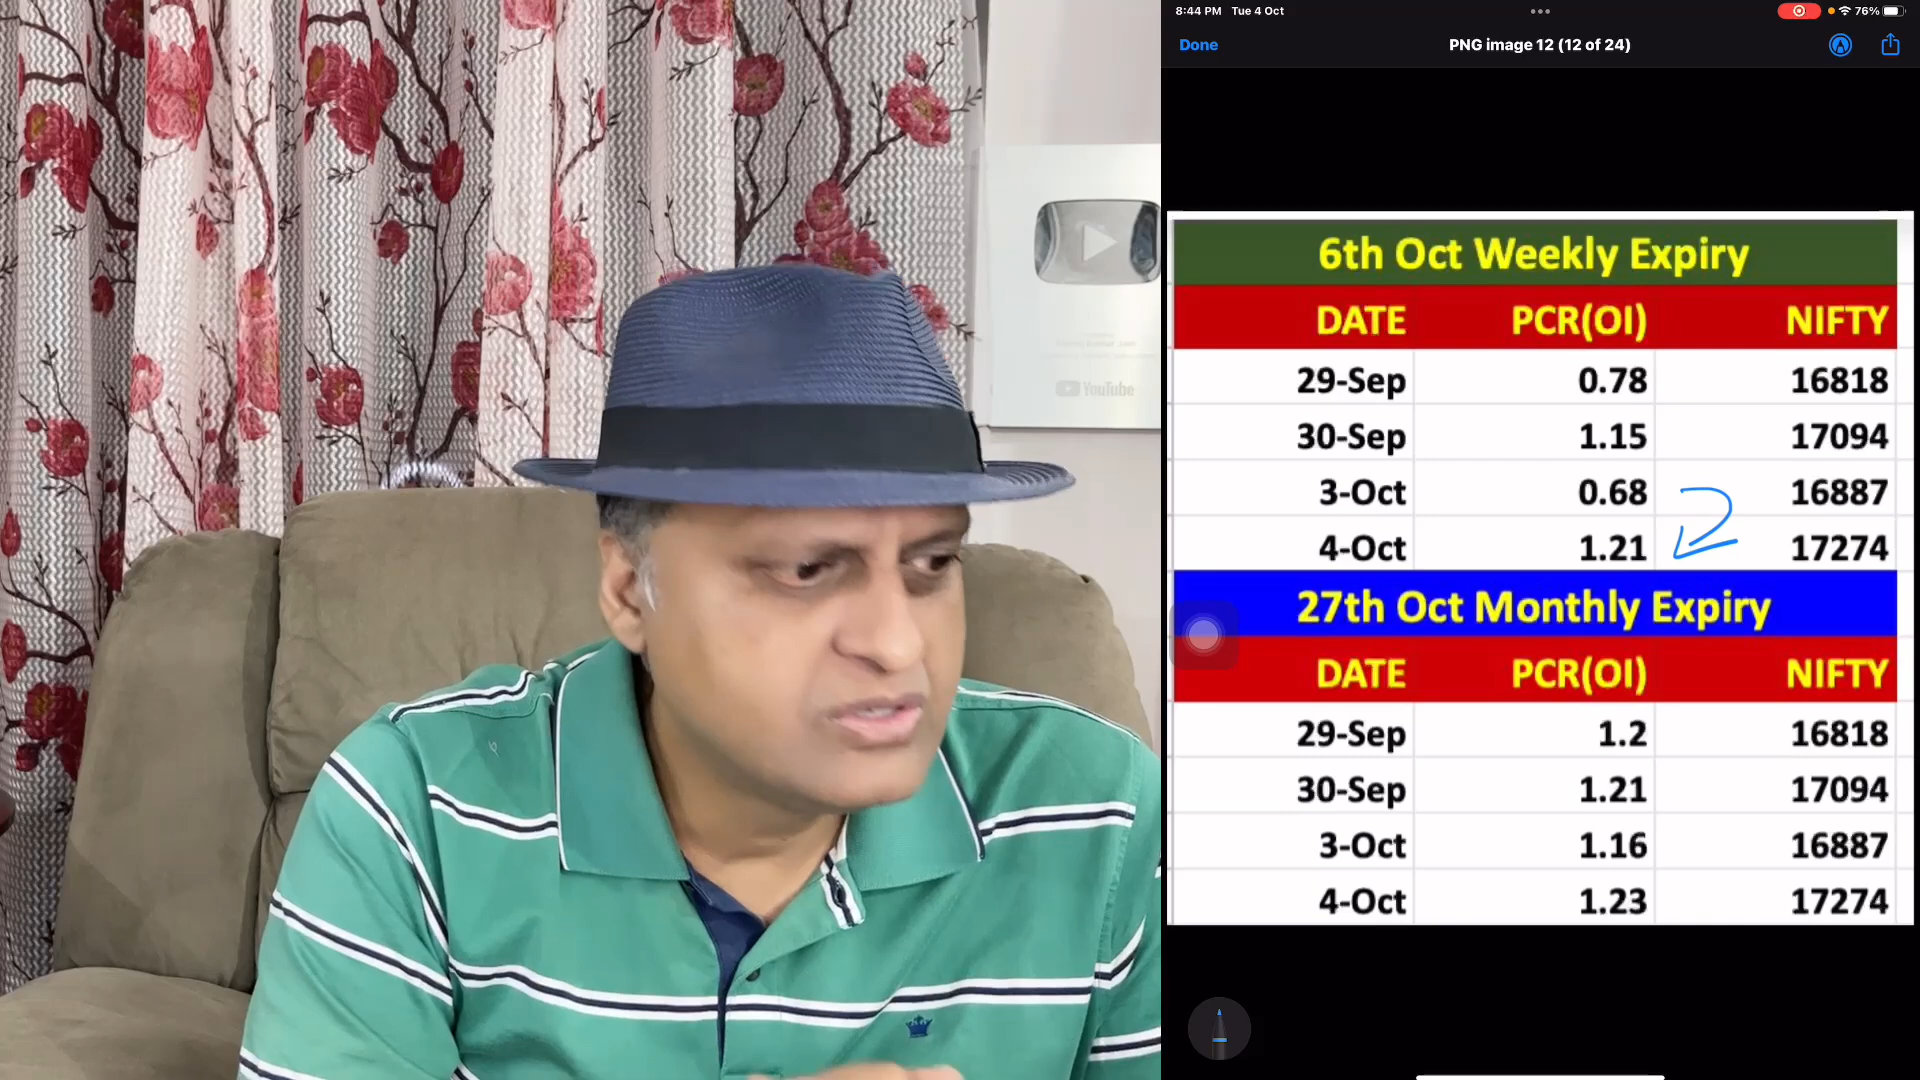 8:44 PM Tue 4 Oct
76%
Done
PNG image 12 (12 of 24)
6th Oct Weekly Expiry
DATE PCR(OI) NIFTY
29-Sep 0.78 16818
30-Sep 1.15 17094
3-Oct 0.68 16887
4-Oct 1.21 17274
27th Oct Monthly Expiry
DATE PCR(OI) NIFTY
29-Sep 1.2 16818
30-Sep 1.21 17094
3-Oct 1.16 16887
4-Oct 1.23 17274
YouTube